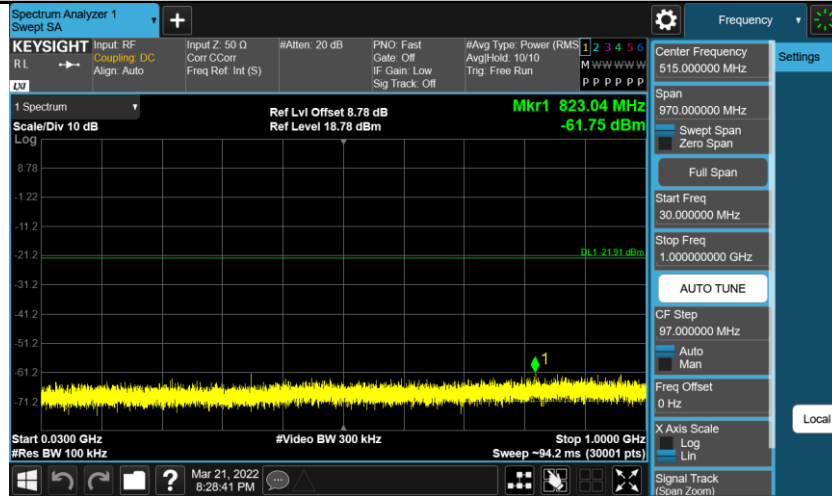 Spectrum Analyzer 1
Swept SA
Frequency
KEYSIGHT
R L
LXI
Input: RF
Coupling: DC
Align: Auto
Input Z: 50 Ω
Corr CCorr
Freq Ref: Int (S)
#Atten: 20 dB
PNO: Fast
Gate: Off
IF Gain: Low
Sig Track: Off
#Avg Type: Power (RMS
Avg|Hold: 10/10
Trig: Free Run
1 2 3 4 5 6
M W W W W W
P P P P P P
1 Spectrum
Scale/Div 10 dB
Log
Ref Lvl Offset 8.78 dB
Ref Level 18.78 dBm
Mkr1 823.04 MHz
-61.75 dBm
8.78
-1.22
-11.2
-21.2
DL1 -21.91 dBm
-31.2
-41.2
-51.2
-61.2
1
-71.2
Start 0.0300 GHz
#Res BW 100 kHz
#Video BW 300 kHz
Stop 1.0000 GHz
Sweep ~94.2 ms (30001 pts)
?
Mar 21, 2022
8:28:41 PM
Center Frequency
515.000000 MHz
Span
970.000000 MHz
Swept Span
Zero Span
Full Span
Start Freq
30.000000 MHz
Stop Freq
1.000000000 GHz
AUTO TUNE
CF Step
97.000000 MHz
Auto
Man
Freq Offset
0 Hz
X Axis Scale
Log
Lin
Signal Track
(Span Zoom)
Settings
Local